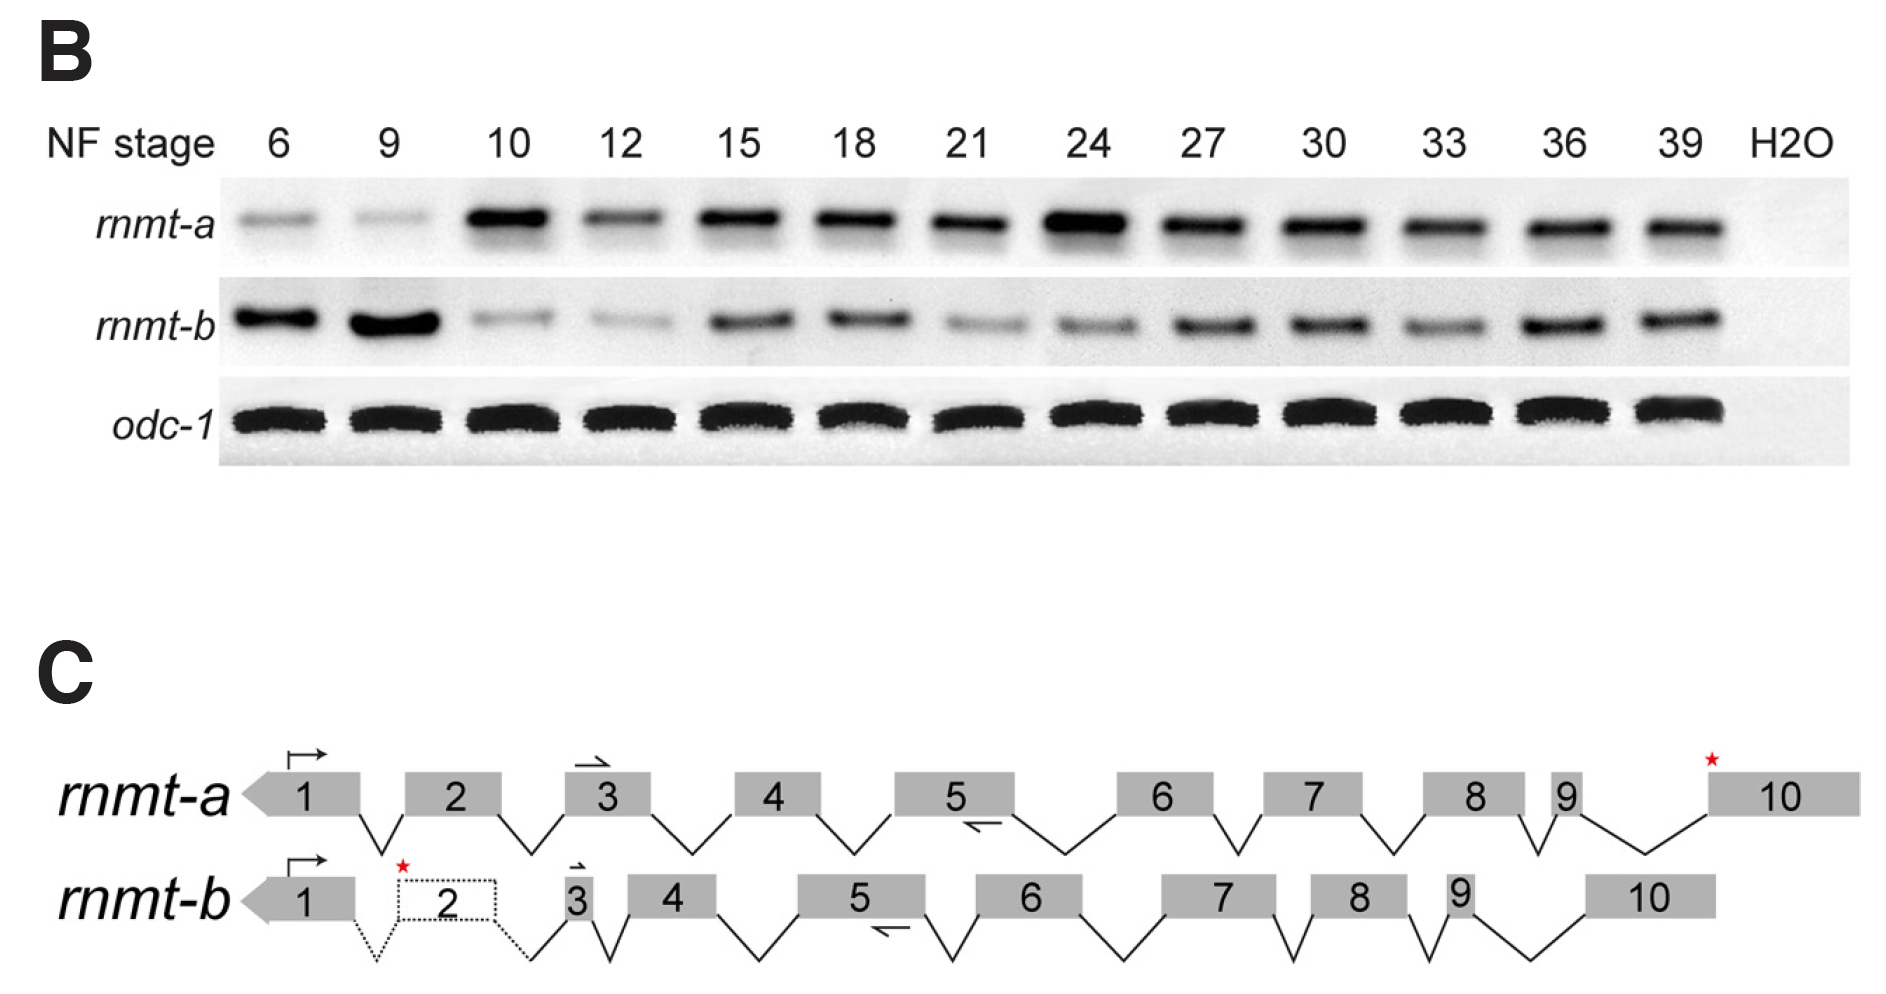 B
NF stage 6 9 10 12 15 18 21 24 27 30 33 36 39 H2O
rnmt-a
rnmt-b
odc-1
C
rnmt-a 1 2 3 4 5 6 7 8 9 10
rnmt-b 1 2 3 4 5 6 7 8 9 10